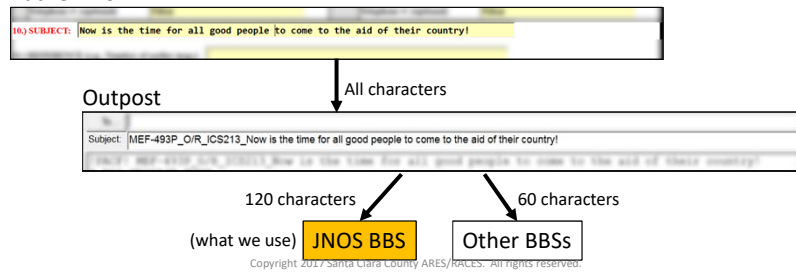 10.) SUBJECT: Now is the time for all good people to come to the aid of their country!
All characters
Outpost
Subject: MEF-493P_O/R_ICS213_Now is the time for all good people to come to the aid of their country!
120 characters
60 characters
(what we use) JNOS BBS
Other BBSs
Copyright 2017 Santa Clara County ARES/RACES. All rights reserved.